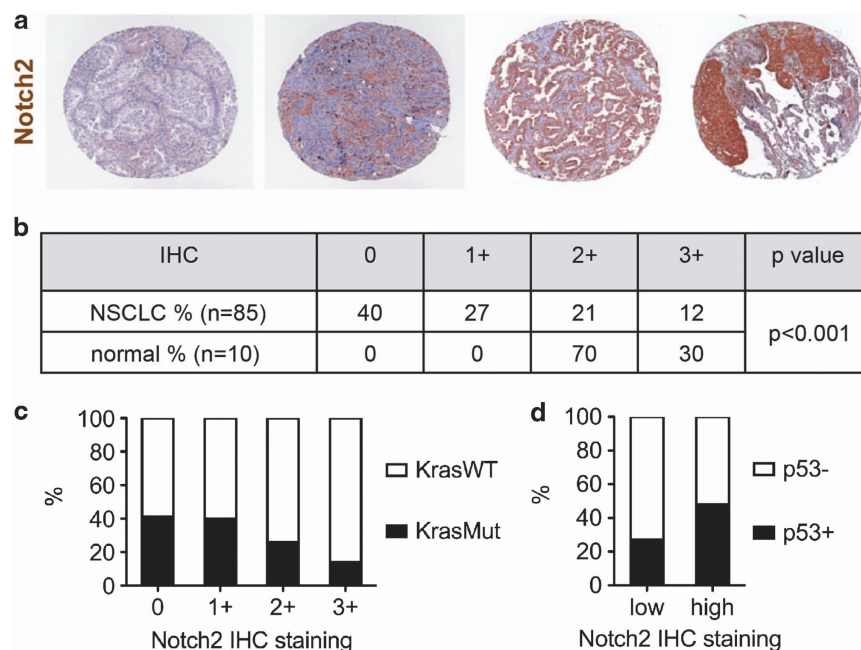 a
Notch2
b
IHC 0 1+ 2+ 3+ p value
NSCLC % (n=85) 40 27 21 12 p<0.001
normal % (n=10) 0 0 70 30
c
100
80
60
40
20
0
%
0 1+ 2+ 3+
Notch2 IHC staining
KrasWT
KrasMut
d
100
80
60
40
20
0
%
low high
Notch2 IHC staining
p53-
p53+